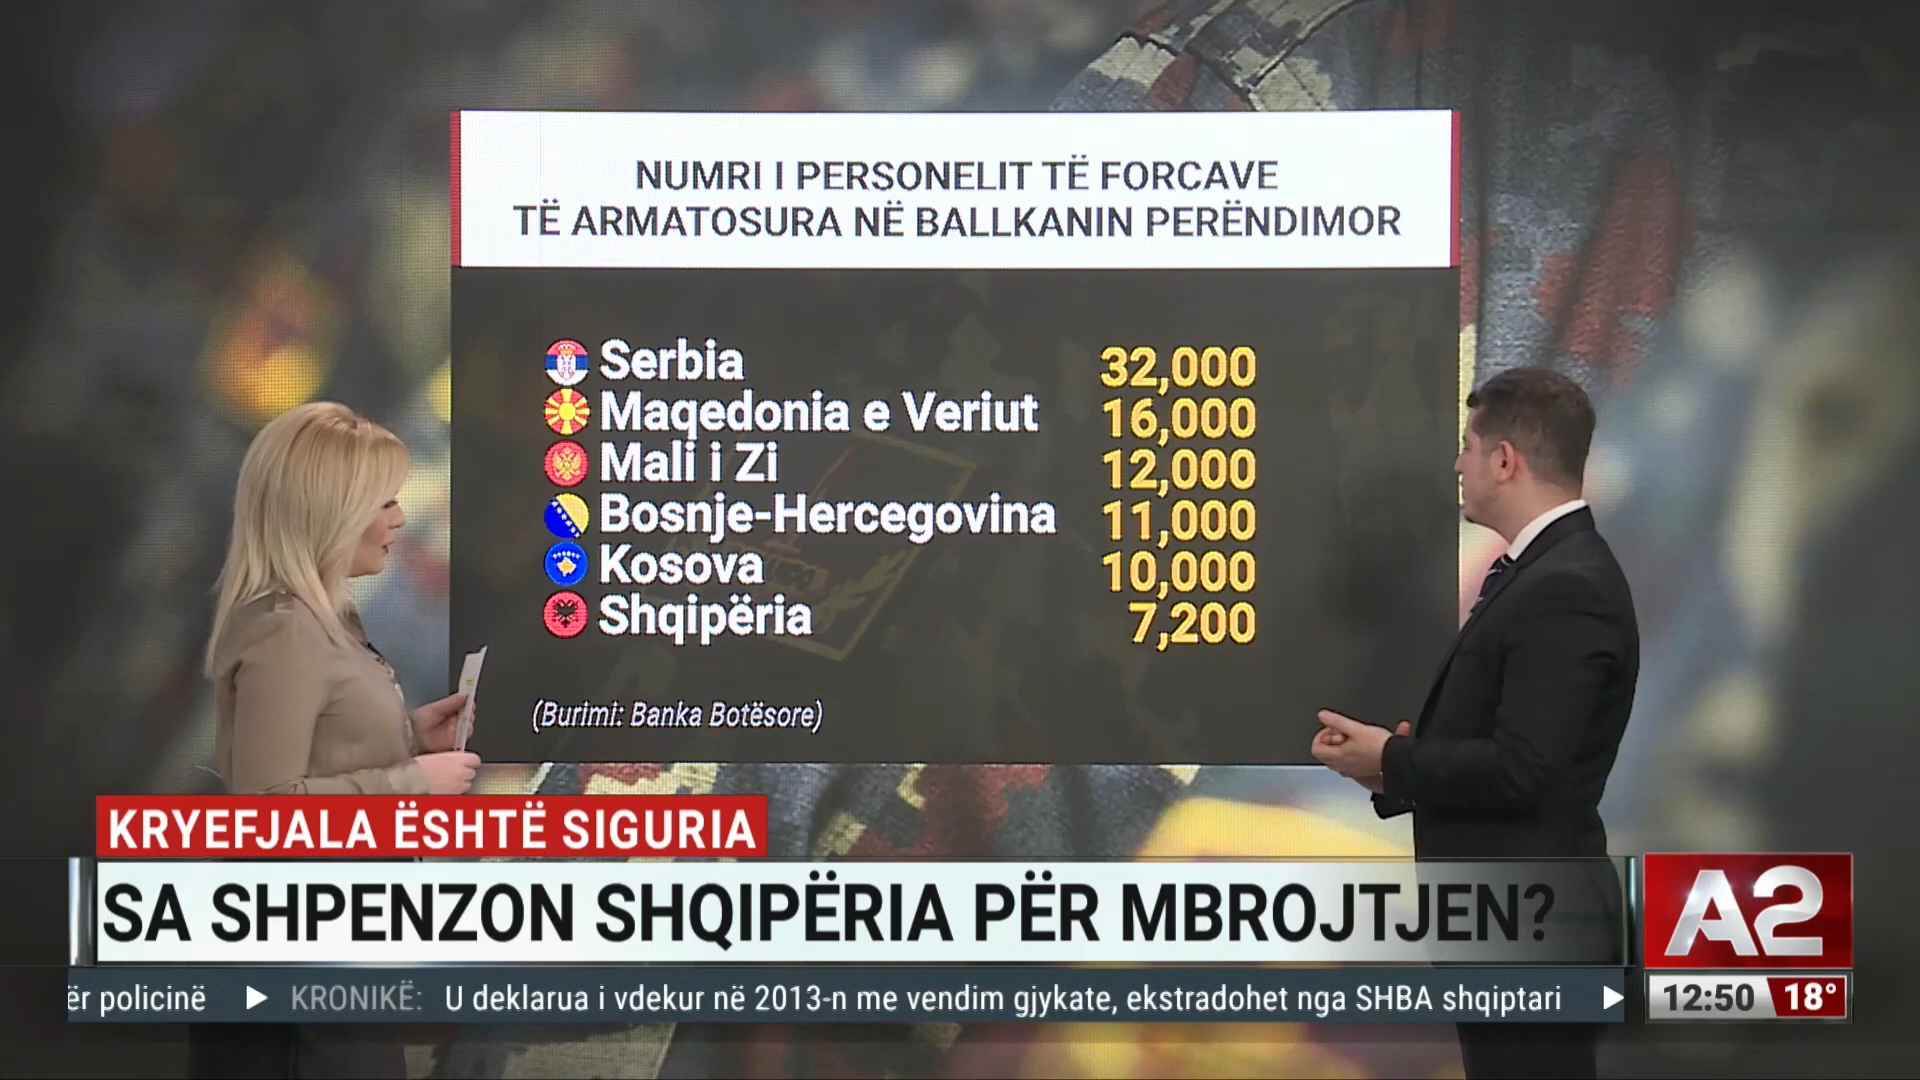 NUMRI I PERSONELIT TË FORCAVE
TË ARMATOSURA NË BALLKANIN PERËNDIMOR
Serbia 32,000
Maqedonia e Veriut 16,000
Mali i Zi 12,000
Bosnje-Hercegovina 11,000
Kosova 10,000
Shqipëria 7,200
(Burimi: Banka Botësore)
KRYEFJALA ËSHTË SIGURIA
SA SHPENZON SHQIPËRIA PËR MBROJTJEN?
A2
ër policinë ▶ KRONIKË: U deklarua i vdekur në 2013-n me vendim gjykate, ekstradohet nga SHBA shqiptari ▶
12:50 18°